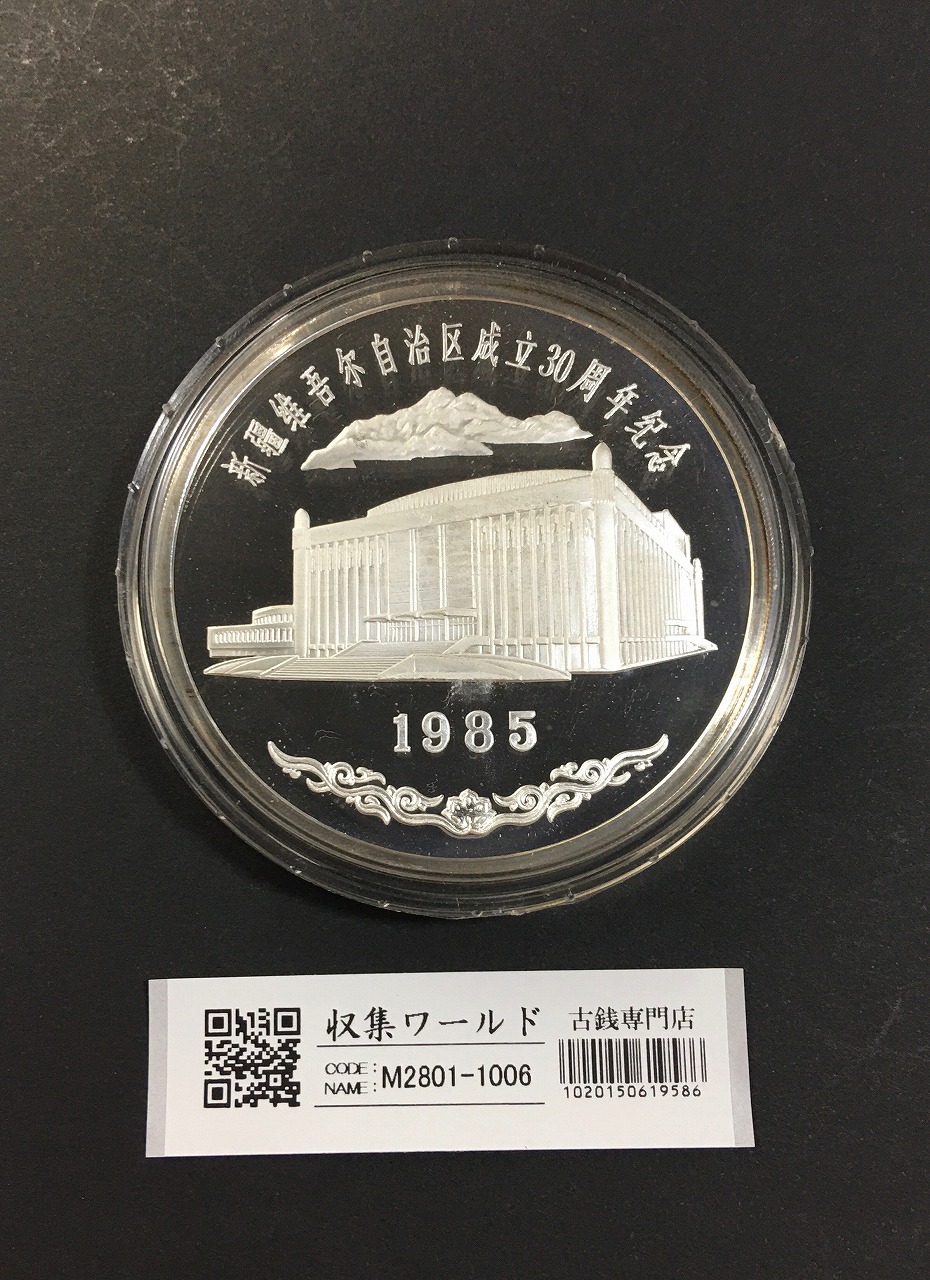 新疆维吾尔自治区成立30周年纪念
1985
収集ワールド 古銭専門店
CODE:
NAME: M2801-1006
1020150619586